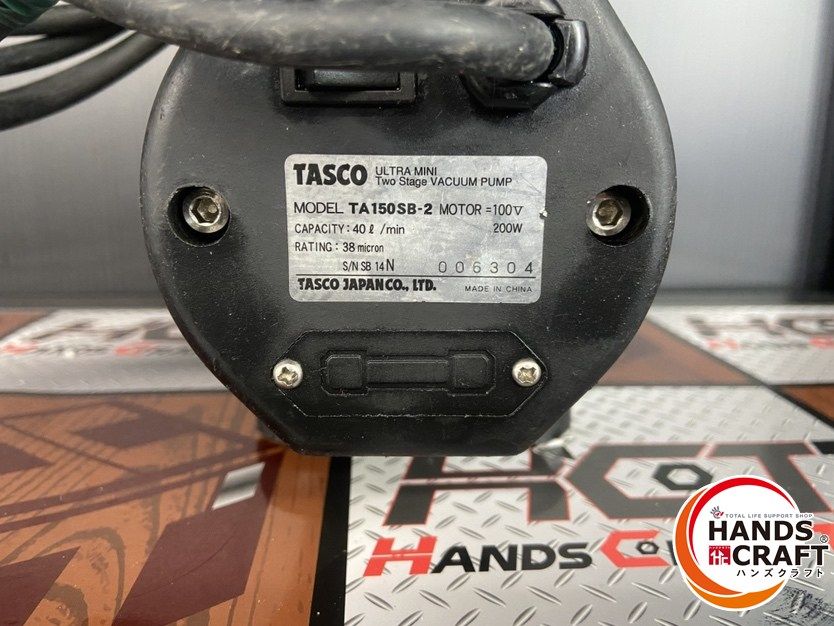 TASCO ULTRA MINI
Two Stage VACUUM PUMP
MODEL TA150SB-2 MOTOR=100V
CAPACITY: 40 ℓ /min 200W
RATING: 38 micron
S/N SB 14N 006304
TASCO JAPAN CO., LTD. MADE IN CHINA
HANDS
TOTAL LIFE SUPPORT SHOP
HANDS
CRAFT®
ハンズクラフト